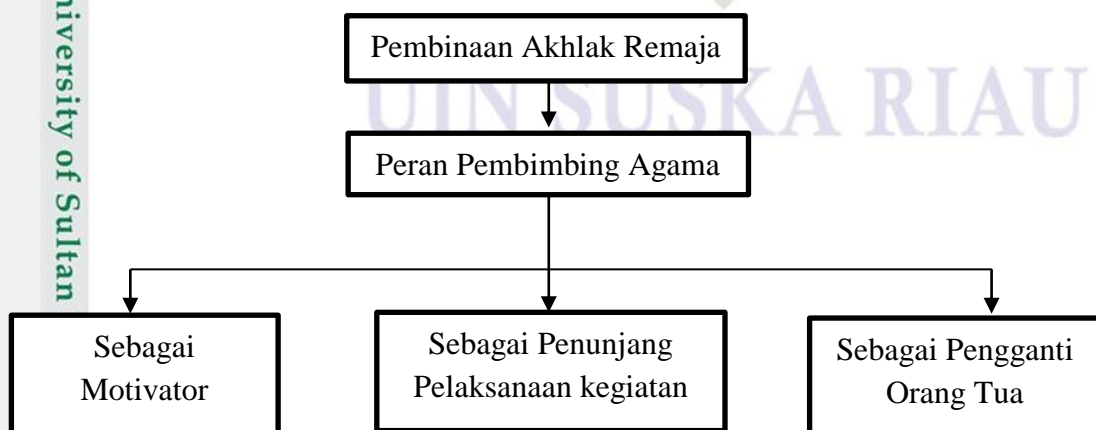 niversity of Sultan
UIN SUSKA RIAU
Pembinaan Akhlak Remaja
Peran Pembimbing Agama
Sebagai
Motivator
Sebagai Penunjang
Pelaksanaan kegiatan
Sebagai Pengganti
Orang Tua